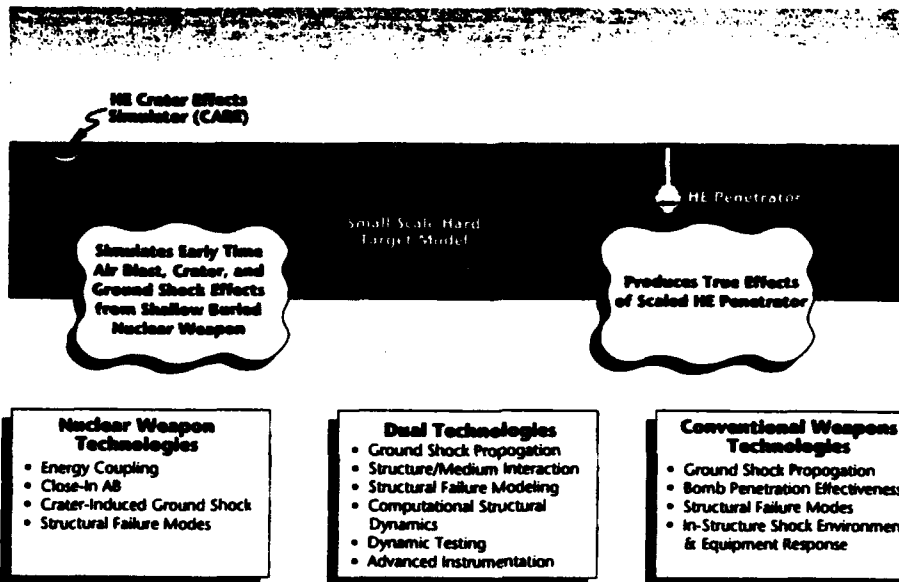 HE Crater Effects
Simulator (CARE)
HE Penetrator
Small Scale Hard
Target Model
Simulates Early Time
Air Blast, Crater, and
Ground Shock Effects
from Shallow Buried
Nuclear Weapon
Produces True Effects
of Scaled HE Penetrator
Nuclear Weapon
Technologies
• Energy Coupling
• Close-In AB
• Crater-Induced Ground Shock
• Structural Failure Modes
Dual Technologies
• Ground Shock Propogation
• Structure/Medium Interaction
• Structural Failure Modeling
• Computational Structural
Dynamics
• Dynamic Testing
• Advanced Instrumentation
Conventional Weapons
Technologies
• Ground Shock Propogation
• Bomb Penetration Effectiveness
• Structural Failure Modes
• In-Structure Shock Environmen
& Equipment Response